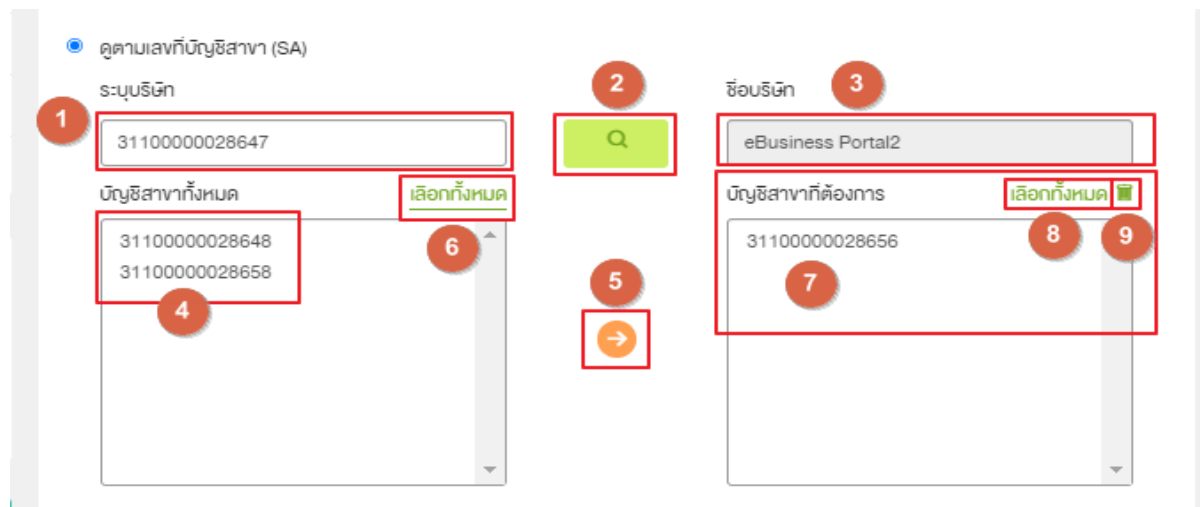 ดูตามเลขที่บัญชีสาขา (SA)
ระบุบริษัท
2
ชื่อบริษัท
3
1
31100000028647
eBusiness Portal2
บัญชีสาขาทั้งหมด
เลือกทั้งหมด
บัญชีสาขาที่ต้องการ
เลือกทั้งหมด
31100000028648
6
31100000028656
8
9
31100000028658
5
7
4